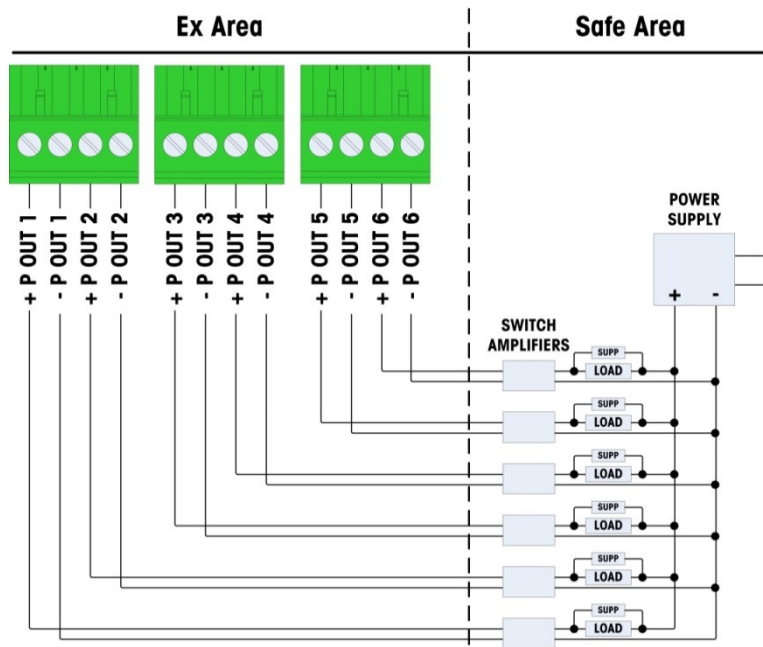 Ex Area
Safe Area
+ P OUT 1
- P OUT 1
+ P OUT 2
- P OUT 2
+ P OUT 3
- P OUT 3
+ P OUT 4
- P OUT 4
+ P OUT 5
- P OUT 5
+ P OUT 6
- P OUT 6
POWER
SUPPLY
+ -
SWITCH
AMPLIFIERS
SUPP
LOAD
SUPP
LOAD
SUPP
LOAD
SUPP
LOAD
SUPP
LOAD
SUPP
LOAD